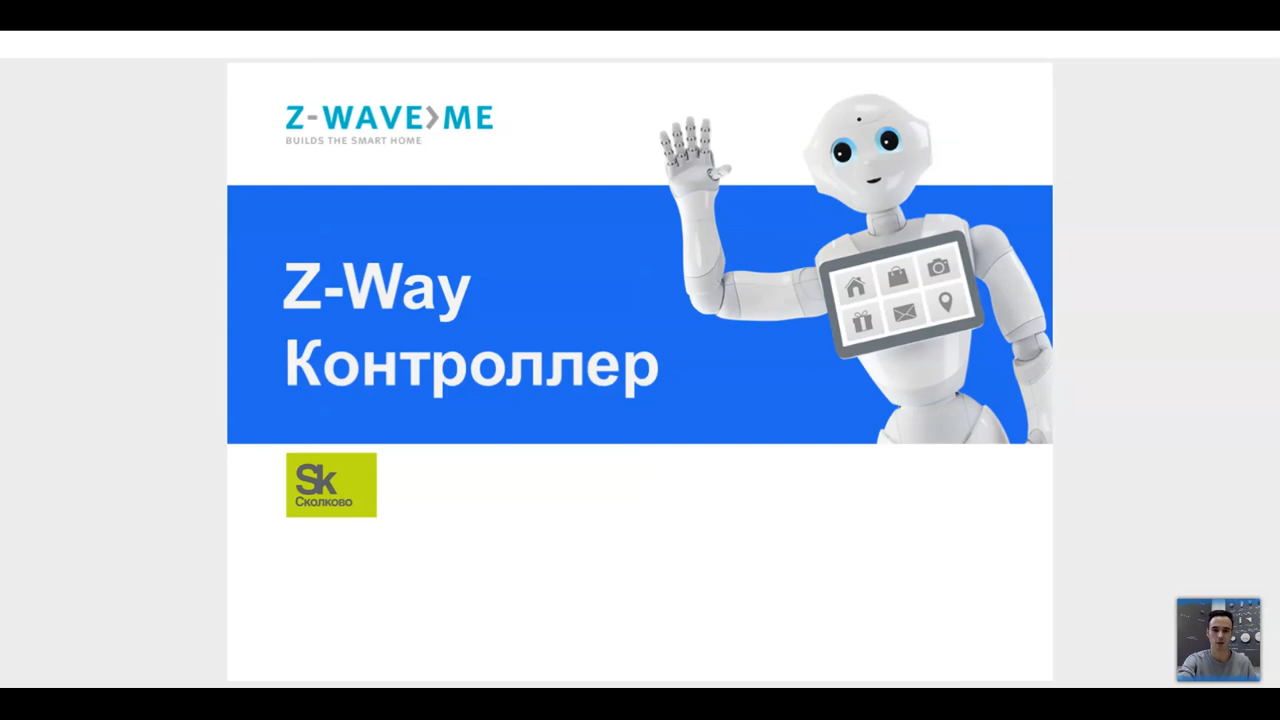 Z-WAVE>ME
BUILDS THE SMART HOME
Z-Way
Контроллер
Sk
Сколково